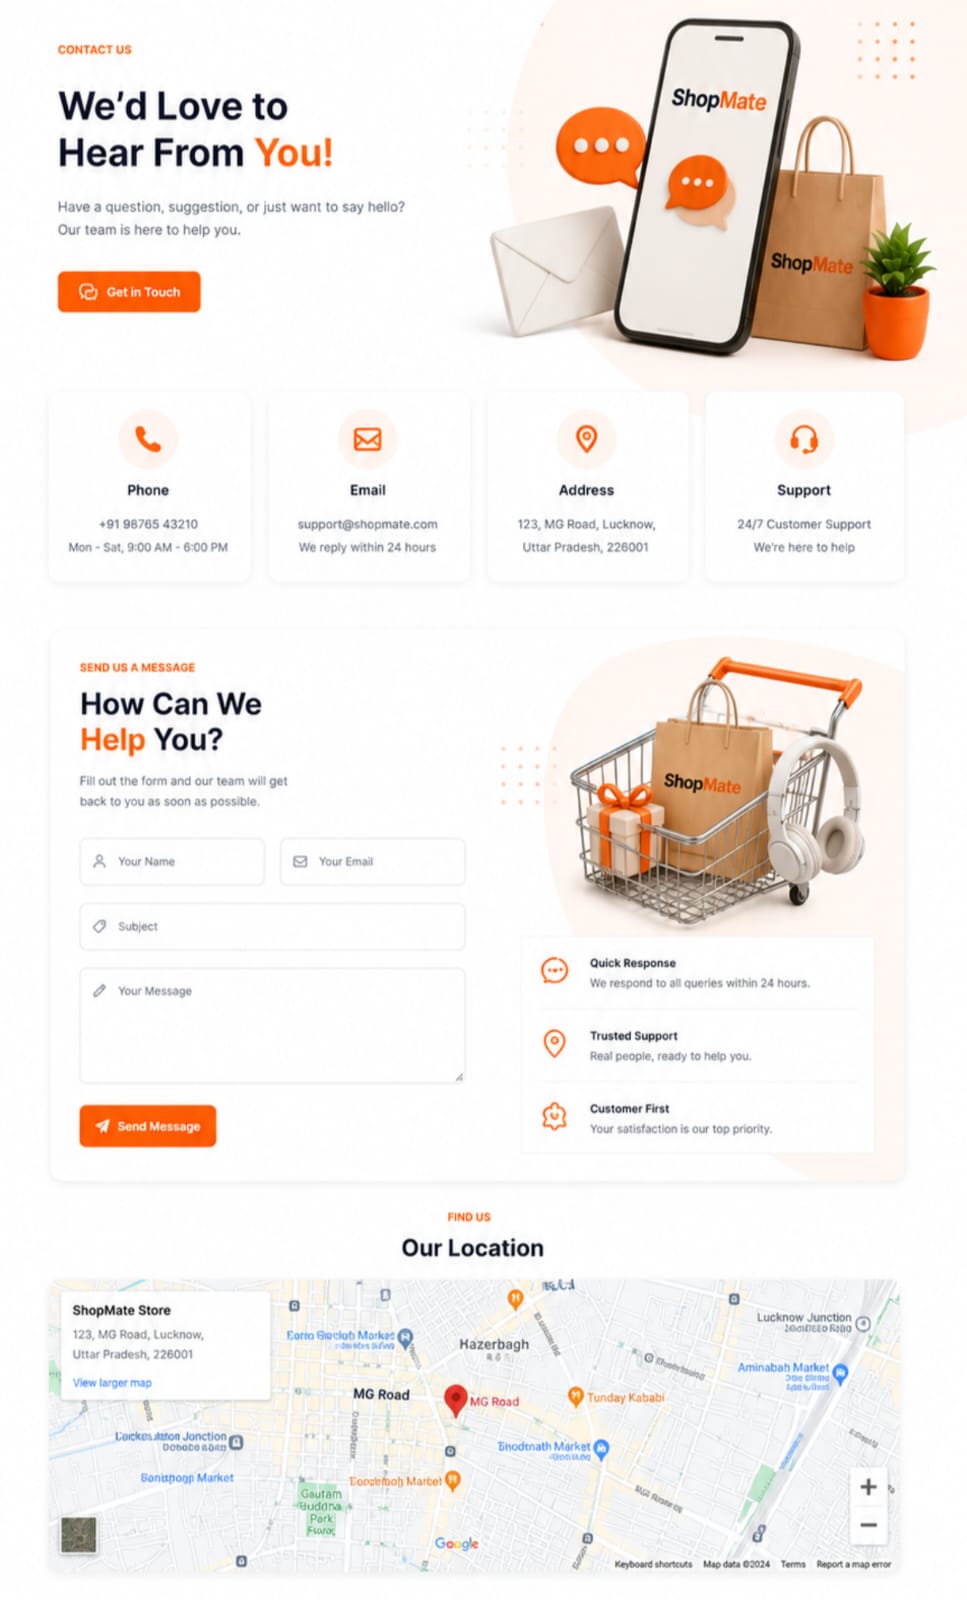 CONTACT US
We'd Love to
Hear From You!
Have a question, suggestion, or just want to say hello?
Our team is here to help you.
Get in Touch
ShopMate
ShopMate
Phone
+91 98765 43210
Mon - Sat, 9:00 AM - 6:00 PM
Email
support@shopmate.com
We reply within 24 hours
Address
123, MG Road, Lucknow,
Uttar Pradesh, 226001
Support
24/7 Customer Support
We're here to help
SEND US A MESSAGE
How Can We
Help You?
Fill out the form and our team will get
back to you as soon as possible.
Your Name
Your Email
Subject
Your Message
Send Message
ShopMate
Quick Response
We respond to all queries within 24 hours.
Trusted Support
Real people, ready to help you.
Customer First
Your satisfaction is our top priority.
FIND US
Our Location
ShopMate Store
123, MG Road, Lucknow,
Uttar Pradesh, 226001
View larger map
Hazerbagh
Lucknow Junction
Aminabah Market
MG Road
MG Road
Tunday Kababi
Market
Junction
Market
Market
Gautam
Park
Google
Keyboard shortcuts
Map data ©2024
Terms
Report a map error